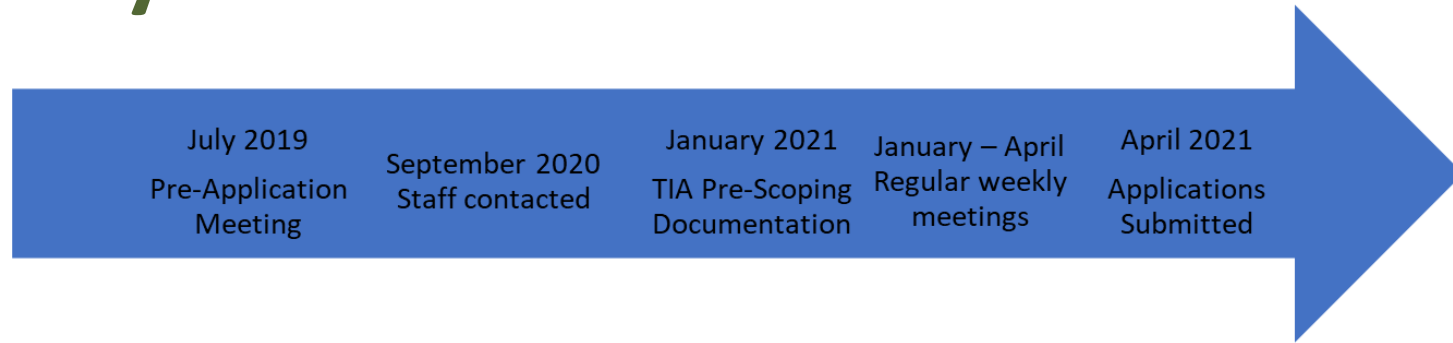 July 2019
Pre-Application
Meeting
September 2020
Staff contacted
January 2021
TIA Pre-Scoping
Documentation
January – April
Regular weekly
meetings
April 2021
Applications
Submitted